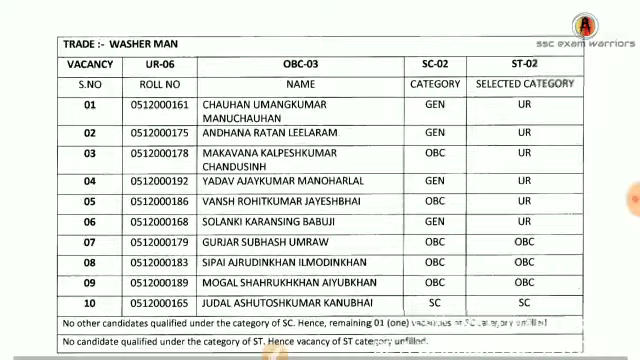 ssc exam warriors
TRADE :- WASHER MAN
VACANCY UR-06 OBC-03 SC-02 ST-02
S.NO ROLL NO NAME CATEGORY SELECTED CATEGORY
01 0512000161 CHAUHAN UMANGKUMAR GEN UR
MANUCHAUHAN
02 0512000175 ANDHANA RATAN LEELARAM GEN UR
03 0512000178 MAKAVANA KALPESHKUMAR OBC UR
CHANDUSINH
04 0512000192 YADAV AJAYKUMAR MANOHARLAL GEN UR
05 0512000186 VANSH ROHITKUMAR JAYESHBHAI OBC UR
06 0512000168 SOLANKI KARANSING BABUJI GEN UR
07 0512000179 GURJAR SUBHASH UMRAW OBC OBC
08 0512000183 SIPAI AJRUDINKHAN ILMODINKHAN OBC OBC
09 0512000189 MOGAL SHAHRUKHKHAN AIYUBKHAN OBC OBC
10 0512000165 JUDAL ASHUTOSHKUMAR KANUBHAI SC SC
No other candidates qualified under the category of SC. Hence, remaining 01 (one) vacancies of SC category unfilled
No candidate qualified under the category of ST. Hence vacancy of ST category unfilled.